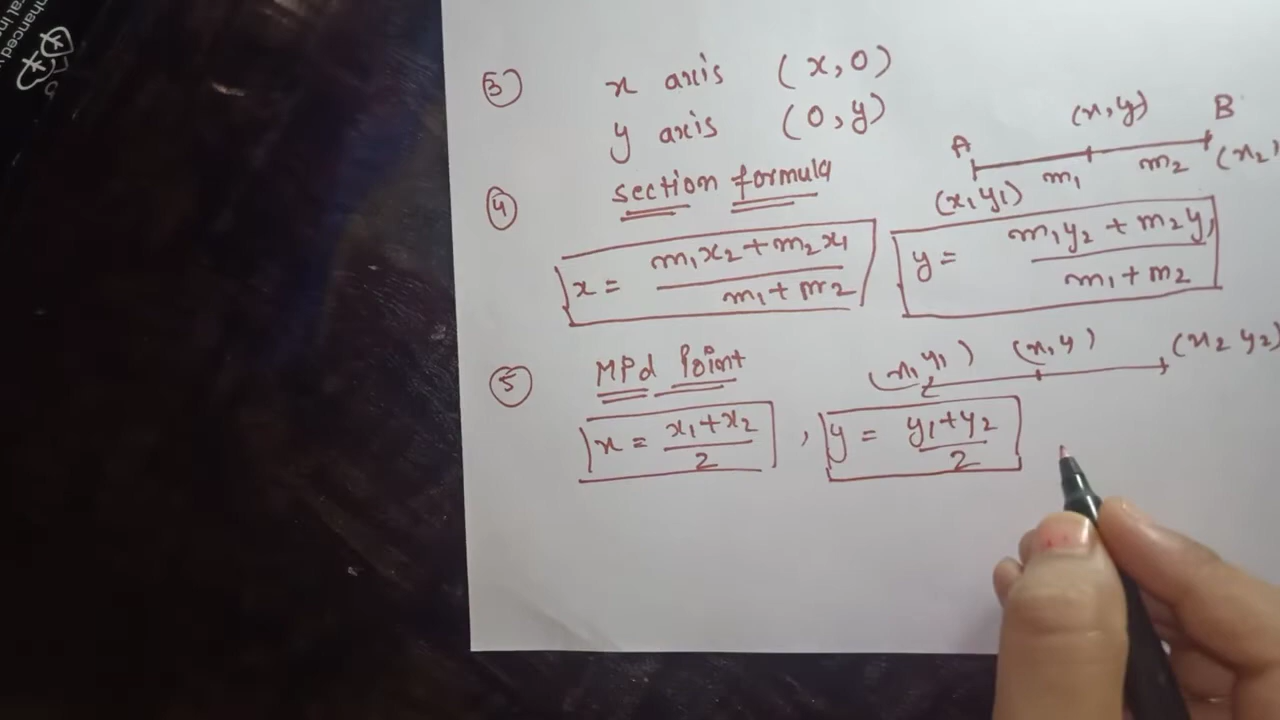 ③ x axis (x,0)
y axis (0,y)
④ section formula
A (x,y) B
(x₁ y₁) m₁ m₂ (x₂)
x = m₁x₂+m₂x₁ / m₁+m₂
y = m₁y₂+m₂y₁ / m₁+m₂
⑤ MPd Point
(x₁ y₁) (x,y) (x₂ y₂)
x = x₁+x₂ / 2 , y = y₁+y₂ / 2